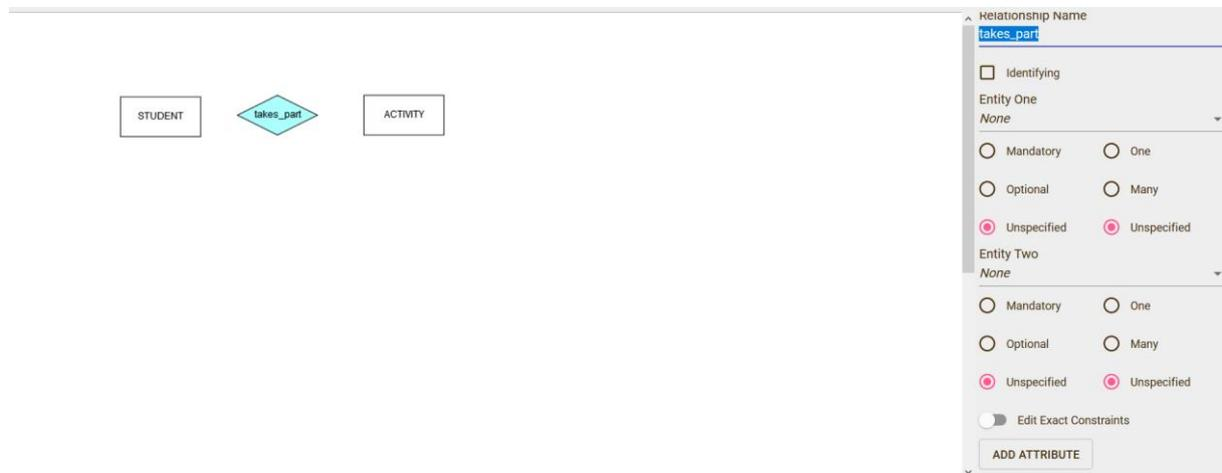 STUDENT
takes_part
ACTIVITY
Relationship Name
takes_part
Identifying
Entity One
None
Mandatory One
Optional Many
Unspecified Unspecified
Entity Two
None
Mandatory One
Optional Many
Unspecified Unspecified
Edit Exact Constraints
ADD ATTRIBUTE